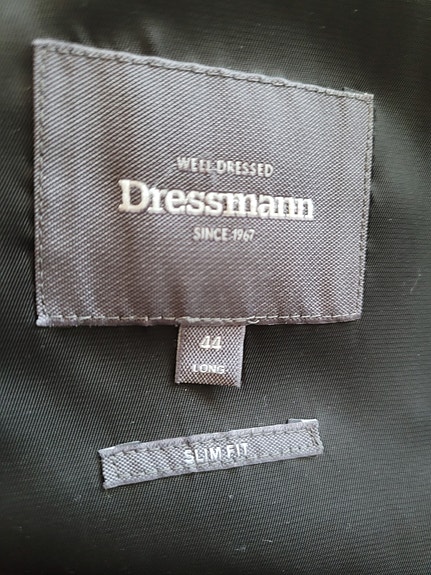 WELL DRESSED
Dressmann
SINCE 1967
44
LONG
SLIM FIT